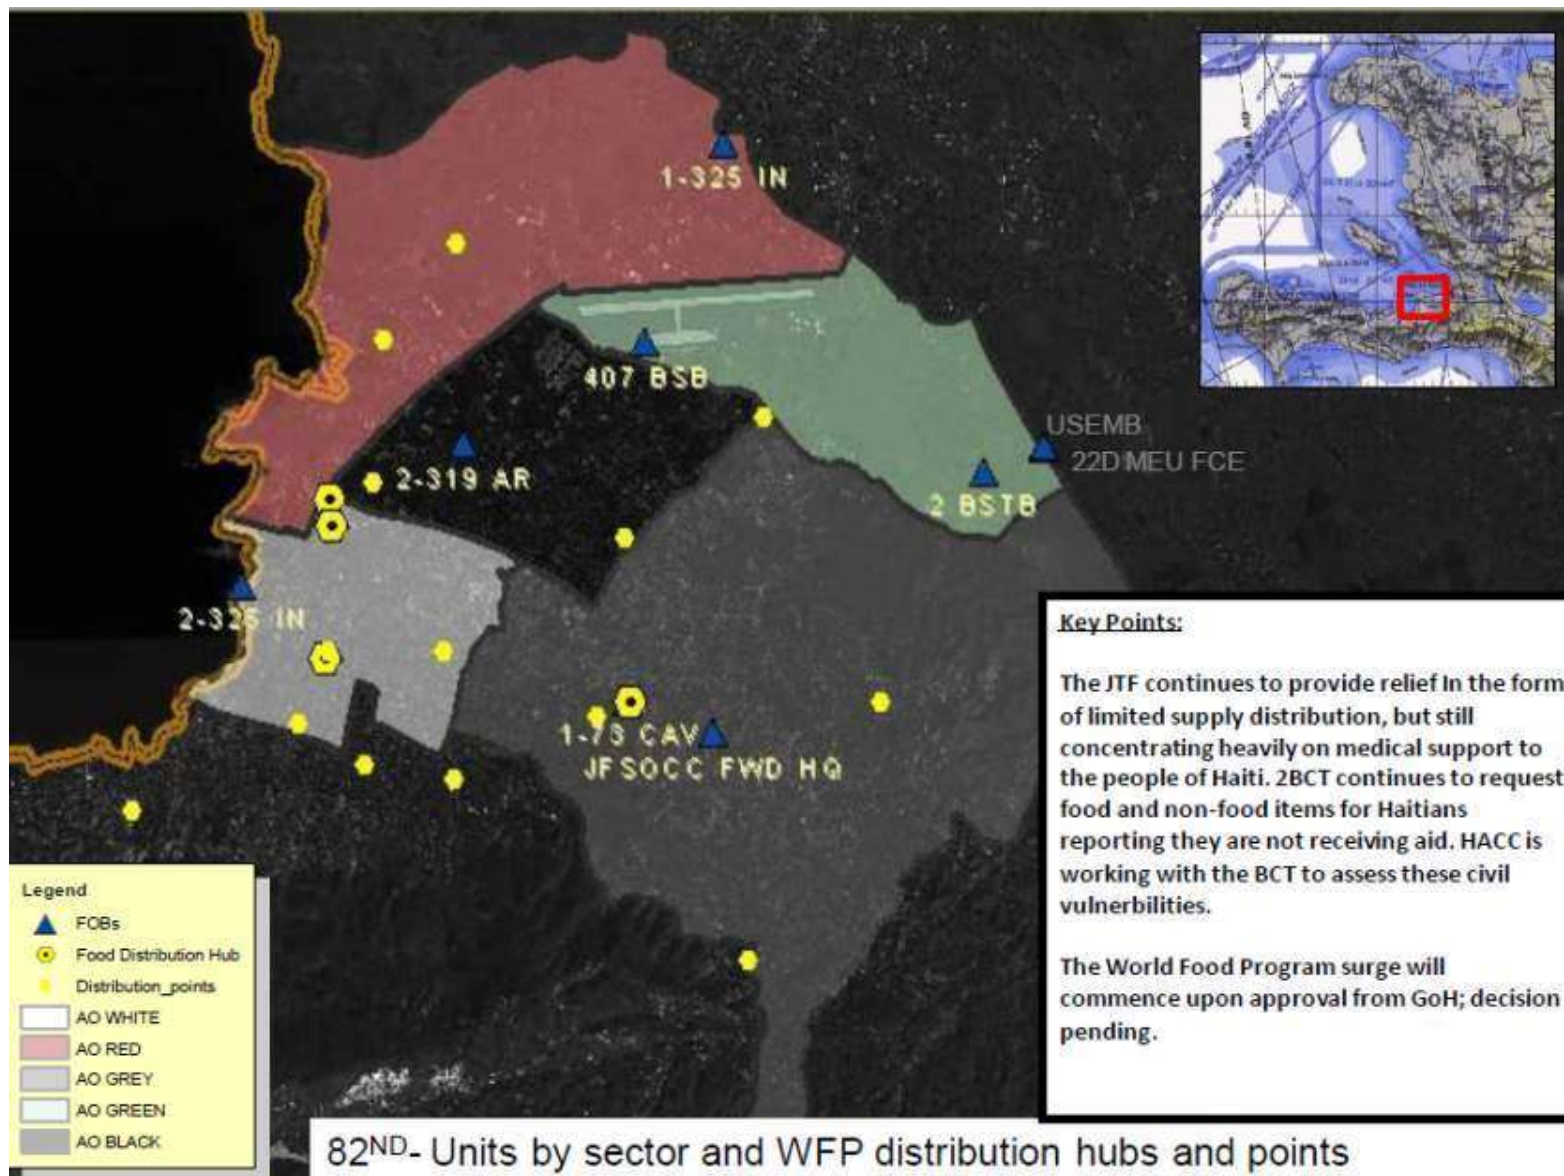 1-325 IN
407 BSB
USEMB
22D MEU FCE
2-319 AR
2 BSTB
2-325 IN
1-73 CAV
JFSOCC FWD HQ
Key Points:
The JTF continues to provide relief In the form
of limited supply distribution, but still
concentrating heavily on medical support to
the people of Haiti. 2BCT continues to request
food and non-food items for Haitians
reporting they are not receiving aid. HACC is
working with the BCT to assess these civil
vulnerbilities.
The World Food Program surge will
commence upon approval from GoH; decision
pending.
Legend
FOBs
Food Distribution Hub
Distribution_points
AO WHITE
AO RED
AO GREY
AO GREEN
AO BLACK
82ND- Units by sector and WFP distribution hubs and points